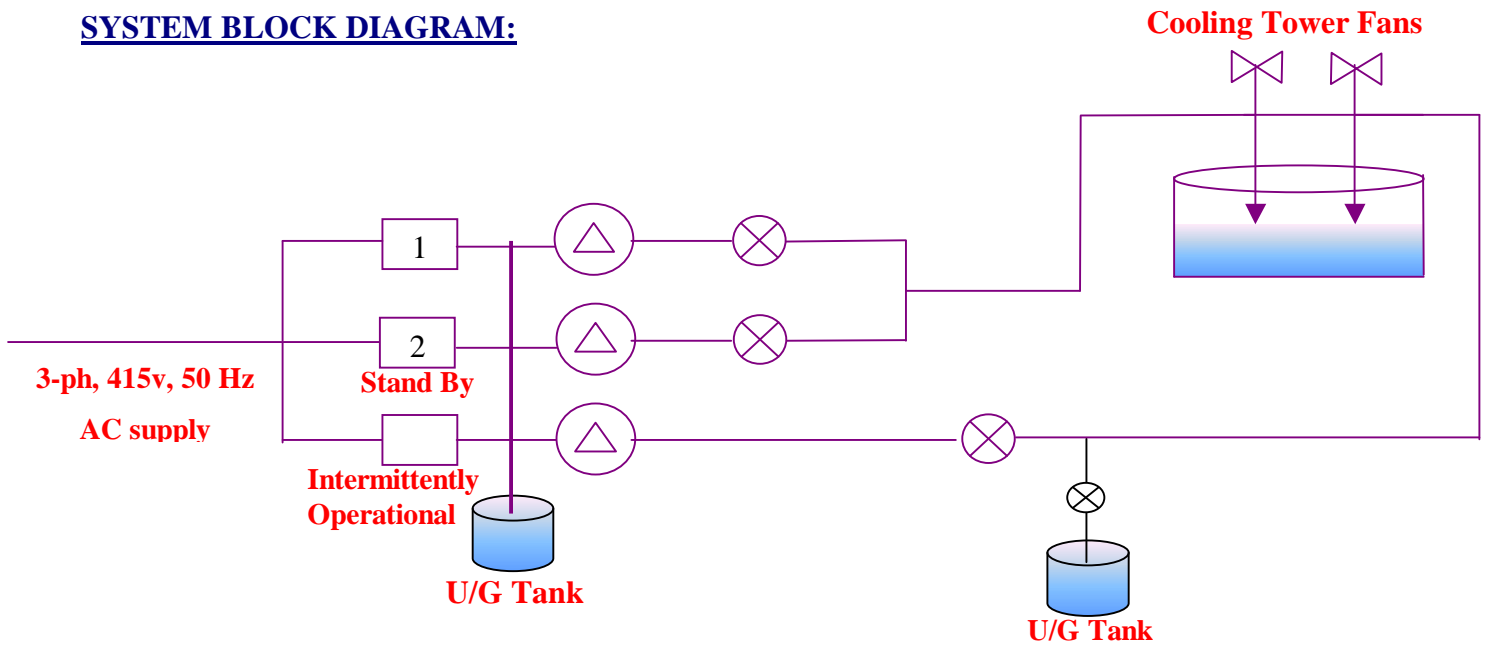 SYSTEM BLOCK DIAGRAM:
Cooling Tower Fans
1
2
3-ph, 415v, 50 Hz
AC supply
Stand By
Intermittently
Operational
U/G Tank
U/G Tank